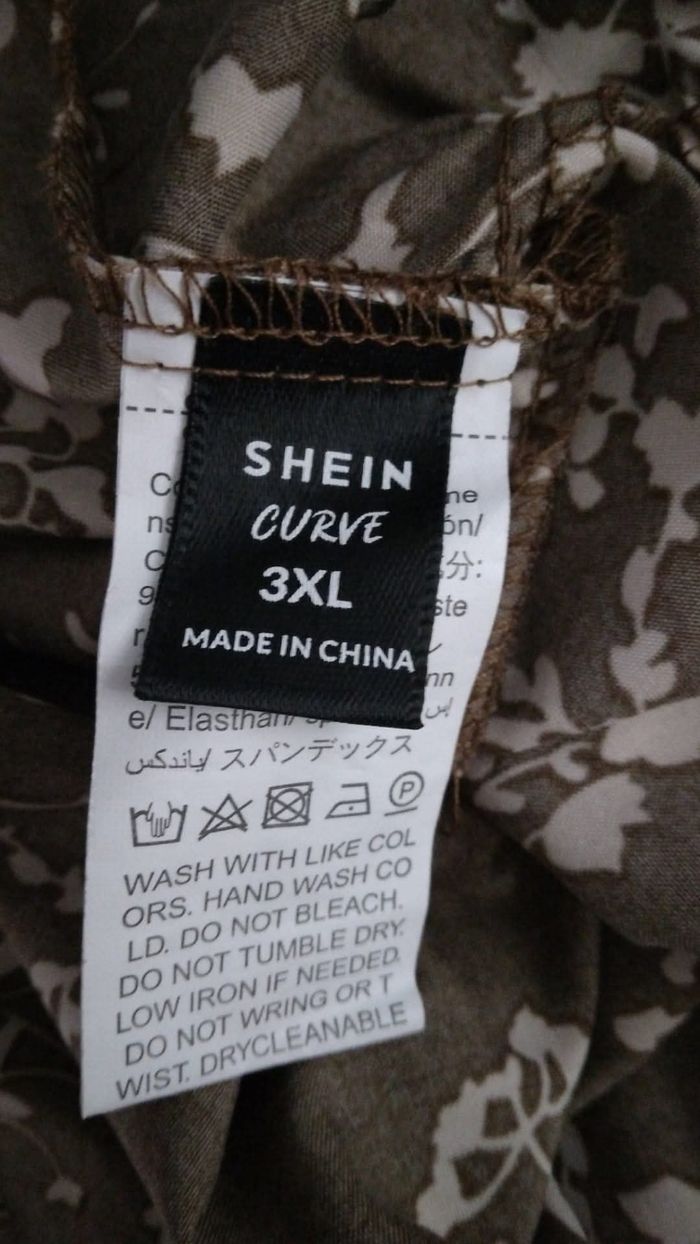 SHEIN
CURVE
3XL
MADE IN CHINA
分:
e/ Elasthan/
ياندكس/ スパンデックス
P
WASH WITH LIKE COL
ORS. HAND WASH CO
LD. DO NOT BLEACH.
DO NOT TUMBLE DRY.
LOW IRON IF NEEDED.
DO NOT WRING OR T
WIST. DRYCLEANABLE